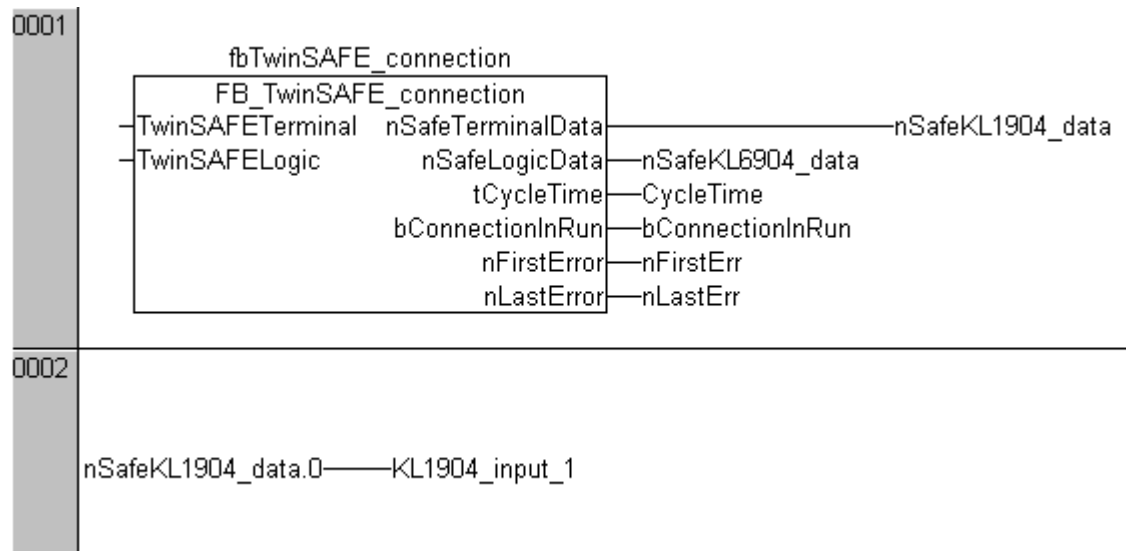 0001
fbTwinSAFE_connection
FB_TwinSAFE_connection
TwinSAFETerminal nSafeTerminalData nSafeKL1904_data
TwinSAFELogic nSafeLogicData nSafeKL6904_data
tCycleTime CycleTime
bConnectionInRun bConnectionInRun
nFirstError nFirstErr
nLastError nLastErr
0002
nSafeKL1904_data.0 KL1904_input_1